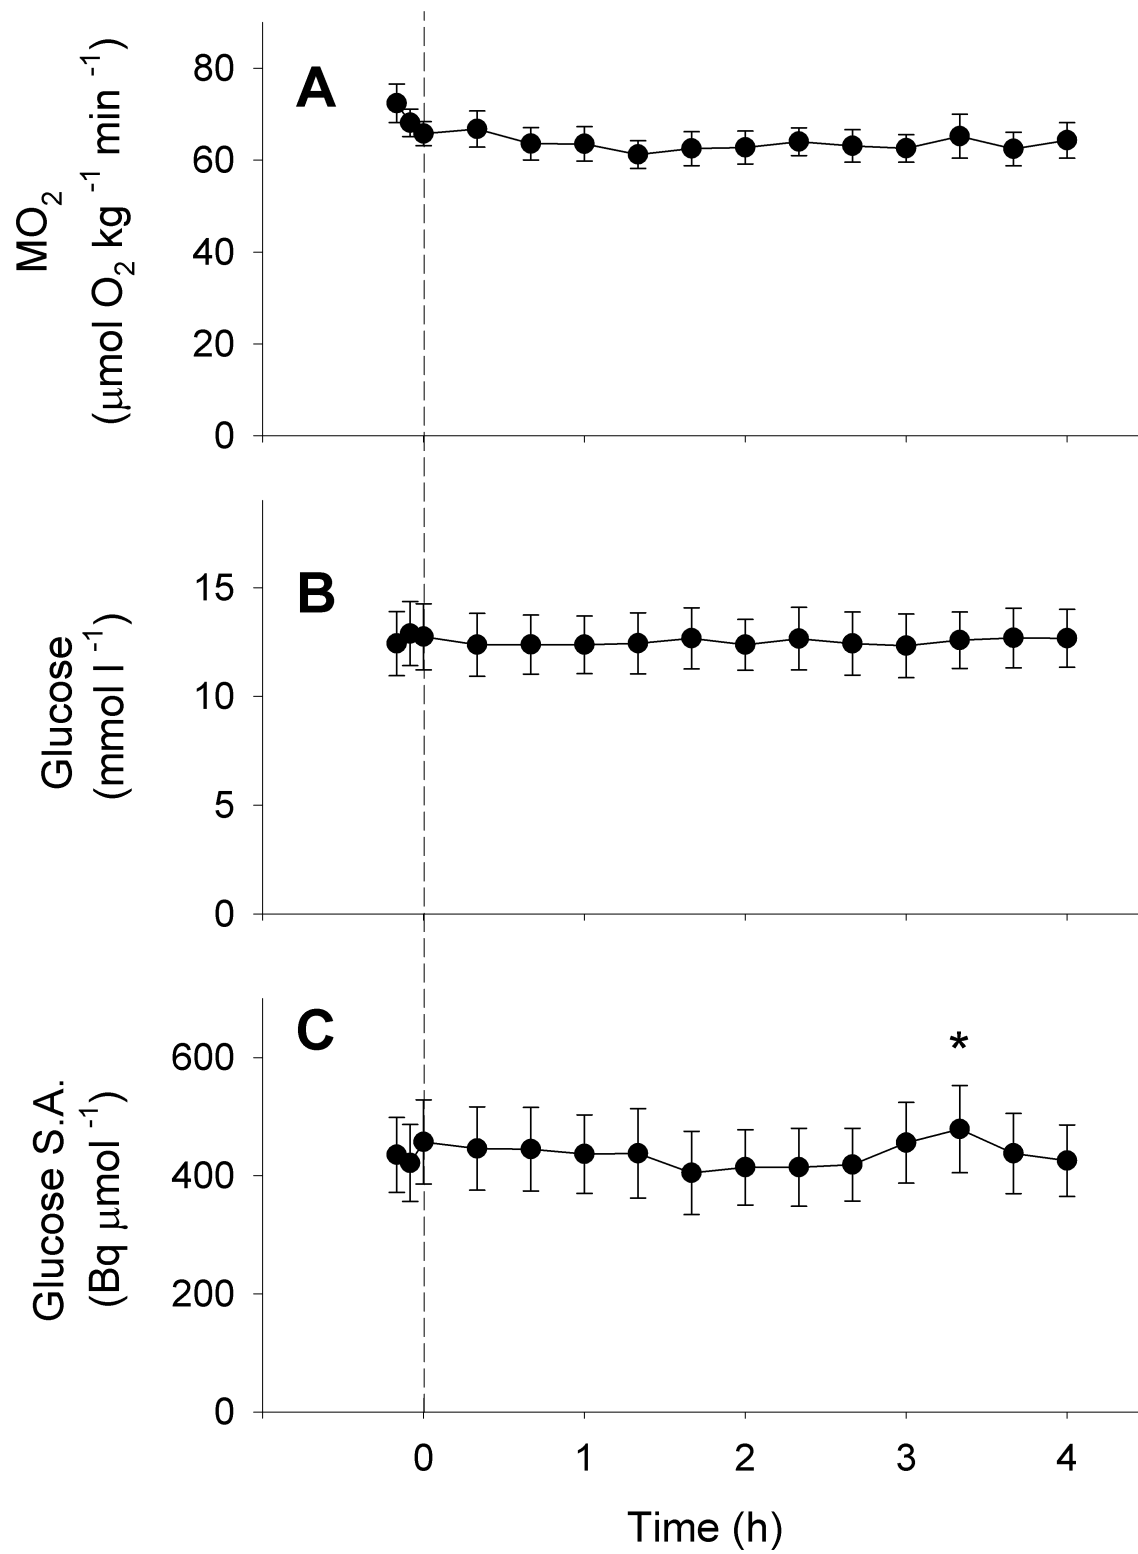 A
MO₂
(μmol O₂ kg ⁻¹ min ⁻¹)
80
60
40
20
0
B
Glucose
(mmol l ⁻¹)
15
10
5
0
C
*
Glucose S.A.
(Bq μmol ⁻¹)
600
400
200
0
0 1 2 3 4
Time (h)